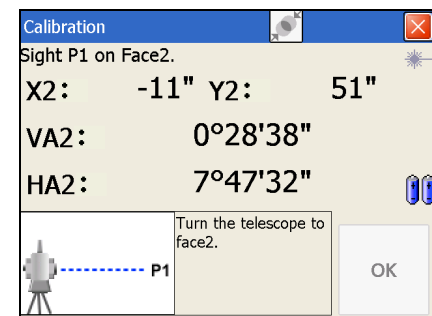 Calibration
Sight P1 on Face2.
X2: -11" Y2: 51"
VA2: 0°28'38"
HA2: 7°47'32"
Turn the telescope to
face2.
P1
OK